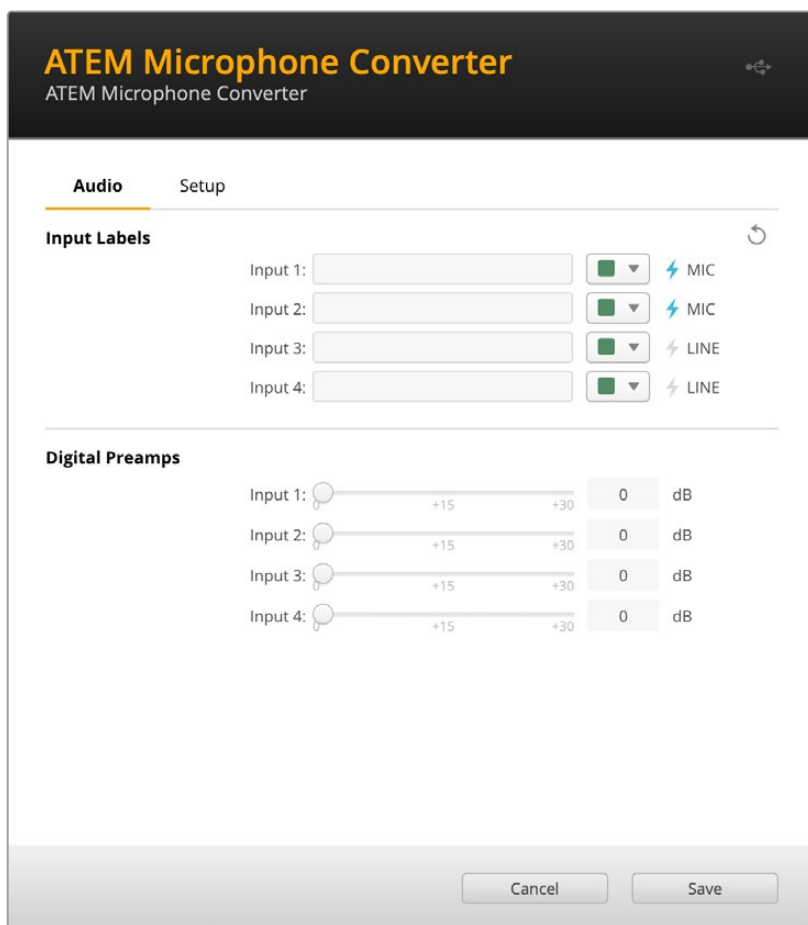 ATEM Microphone Converter
ATEM Microphone Converter
Audio Setup
Input Labels
Input 1: MIC
Input 2: MIC
Input 3: LINE
Input 4: LINE
Digital Preamps
Input 1: 0 dB
0 +15 +30
Input 2: 0 dB
0 +15 +30
Input 3: 0 dB
0 +15 +30
Input 4: 0 dB
0 +15 +30
Cancel Save